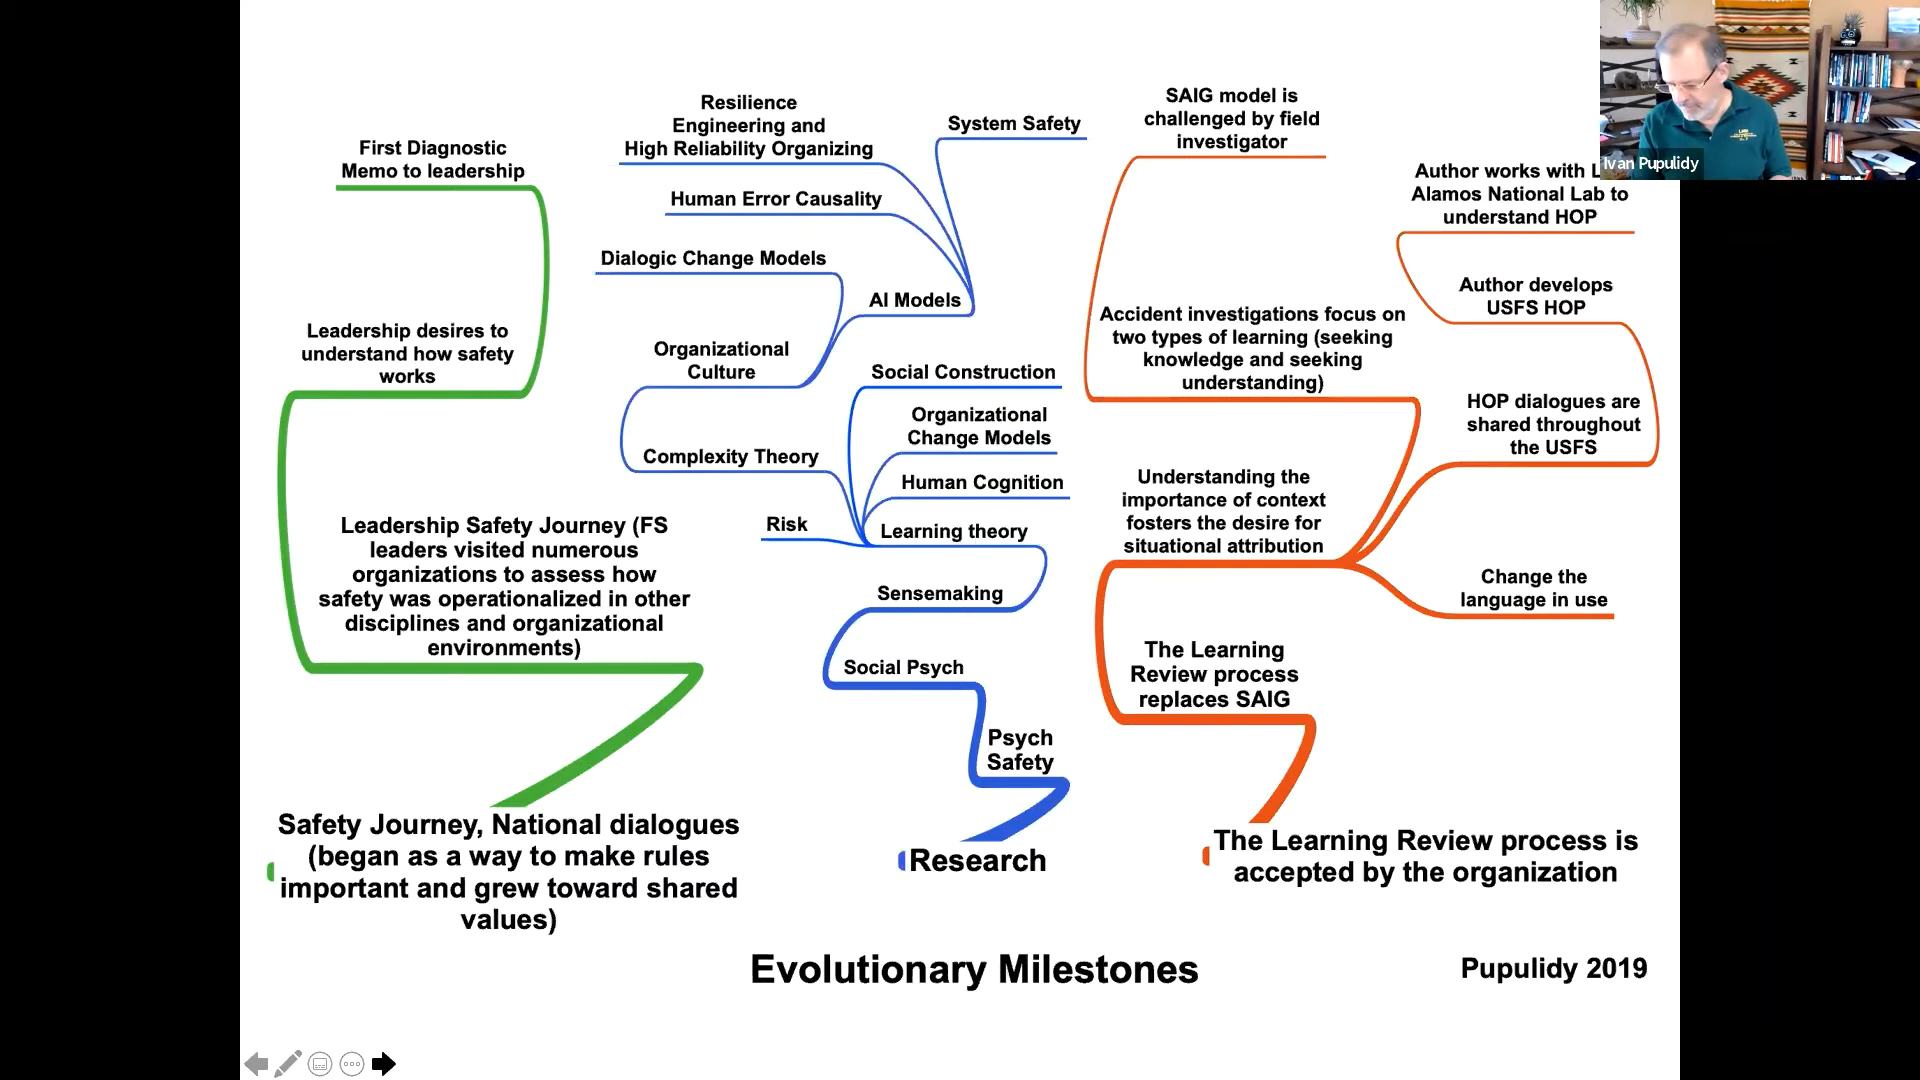 First Diagnostic
Memo to leadership
Leadership desires to
understand how safety
works
Leadership Safety Journey (FS
leaders visited numerous
organizations to assess how
safety was operationalized in other
disciplines and organizational
environments)
Safety Journey, National dialogues
(began as a way to make rules
important and grew toward shared
values)
Resilience
Engineering and
High Reliability Organizing
System Safety
Human Error Causality
Dialogic Change Models
AI Models
Organizational
Culture
Social Construction
Organizational
Change Models
Complexity Theory
Human Cognition
Risk
Learning theory
Sensemaking
Social Psych
Psych
Safety
Research
SAIG model is
challenged by field
investigator
Author works with L
Alamos National Lab to
understand HOP
Author develops
USFS HOP
Accident investigations focus on
two types of learning (seeking
knowledge and seeking
understanding)
HOP dialogues are
shared throughout
the USFS
Understanding the
importance of context
fosters the desire for
situational attribution
Change the
language in use
The Learning
Review process
replaces SAIG
The Learning Review process is
accepted by the organization
Evolutionary Milestones
Pupulidy 2019
Ivan Pupulidy